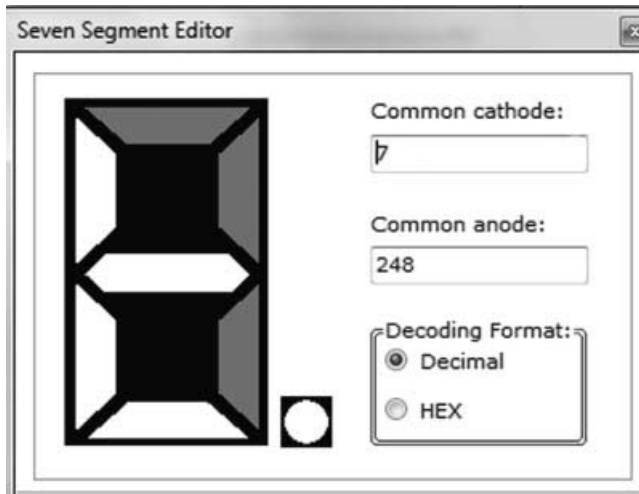 Seven Segment Editor
Common cathode:
7
Common anode:
248
Decoding Format:
Decimal
HEX